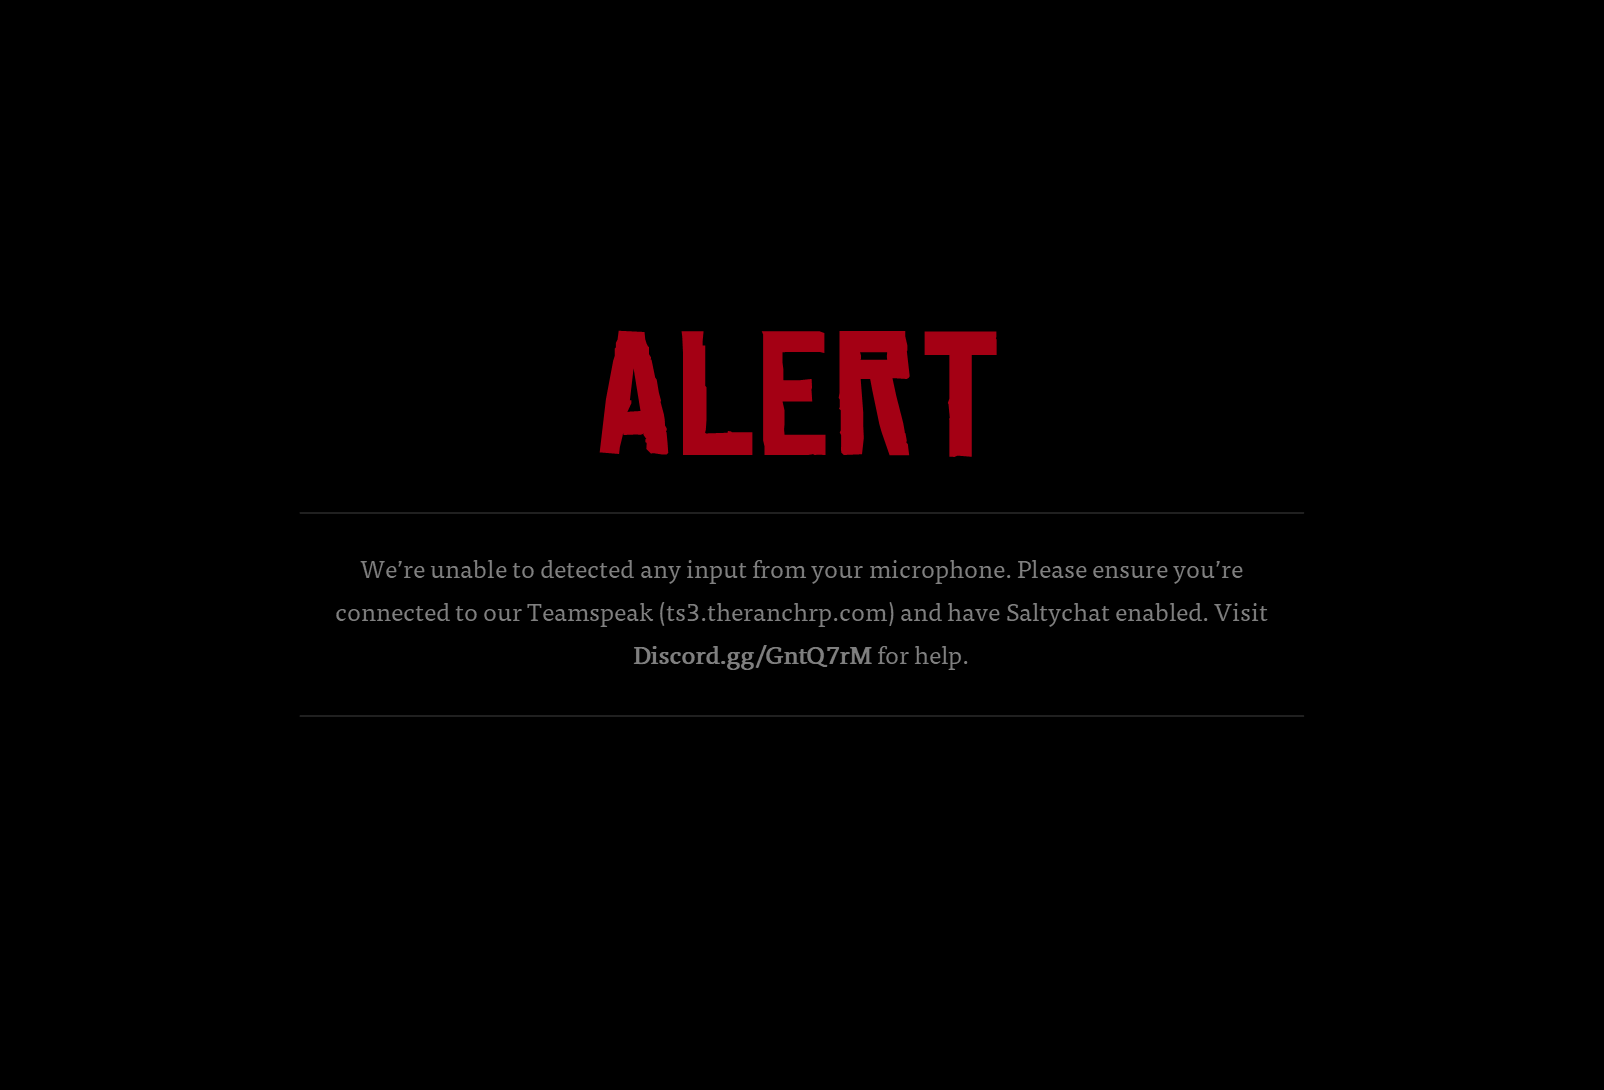 ALERT
We’re unable to detected any input from your microphone. Please ensure you’re
connected to our Teamspeak (ts3.theranchrp.com) and have Saltychat enabled. Visit
Discord.gg/GntQ7rM for help.